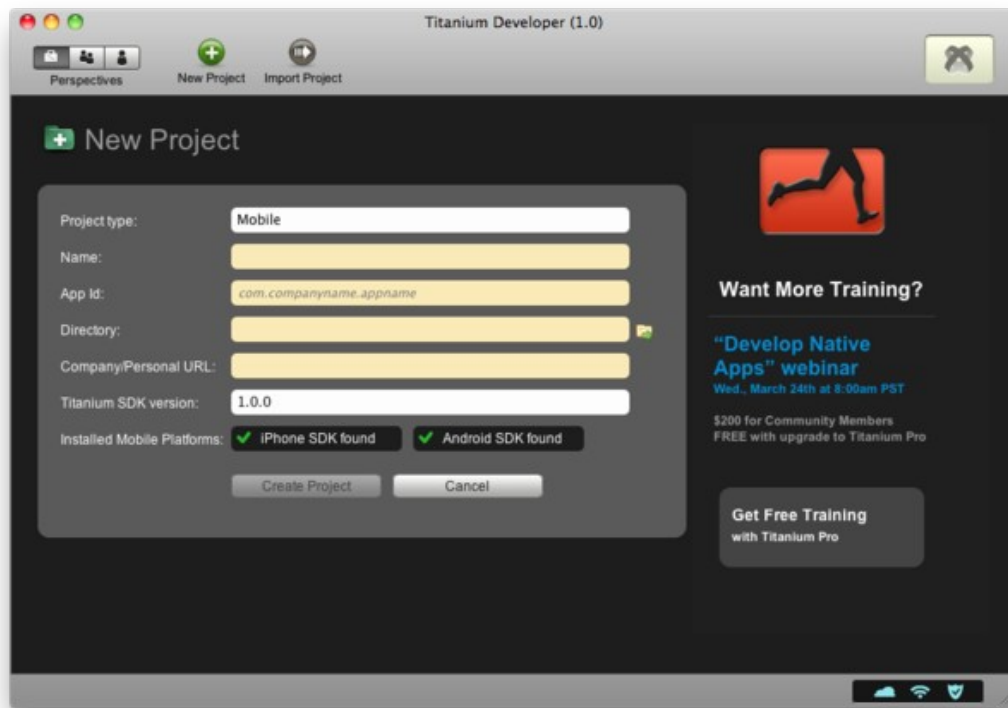 Titanium Developer (1.0)
Perspectives
New Project
Import Project
New Project
Project type:
Mobile
Name:
App Id:
com.companyname.appname
Directory:
Company/Personal URL:
Titanium SDK version:
1.0.0
Installed Mobile Platforms:
iPhone SDK found
Android SDK found
Create Project
Cancel
Want More Training?
“Develop Native
Apps” webinar
Wed., March 24th at 8:00am PST
$200 for Community Members
FREE with upgrade to Titanium Pro
Get Free Training
with Titanium Pro